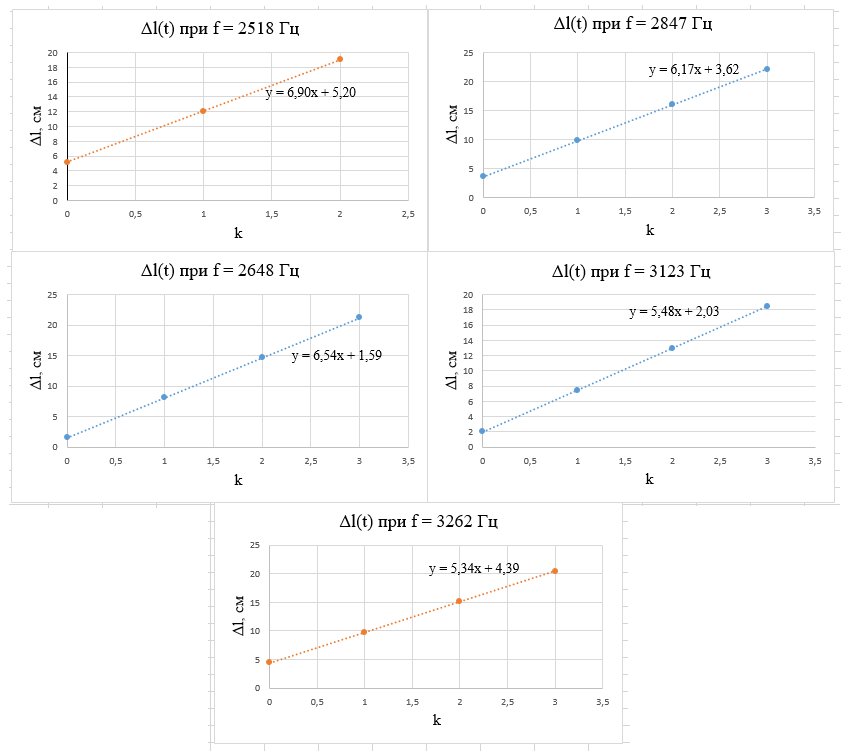 Δl(t) при f = 2518 Гц
20
18
16
14
12
10
8
6
4
2
0
Δl, см
y = 6,90x + 5,20
0 0,5 1 1,5 2 2,5
k
Δl(t) при f = 2847 Гц
25
20
15
10
5
0
Δl, см
y = 6,17x + 3,62
0 0,5 1 1,5 2 2,5 3 3,5
k
Δl(t) при f = 2648 Гц
25
20
15
10
5
0
Δl, см
y = 6,54x + 1,59
0 0,5 1 1,5 2 2,5 3 3,5
k
Δl(t) при f = 3123 Гц
20
18
16
14
12
10
8
6
4
2
0
Δl, см
y = 5,48x + 2,03
0 0,5 1 1,5 2 2,5 3 3,5
k
Δl(t) при f = 3262 Гц
25
20
15
10
5
0
Δl, см
y = 5,34x + 4,39
0 0,5 1 1,5 2 2,5 3 3,5
k